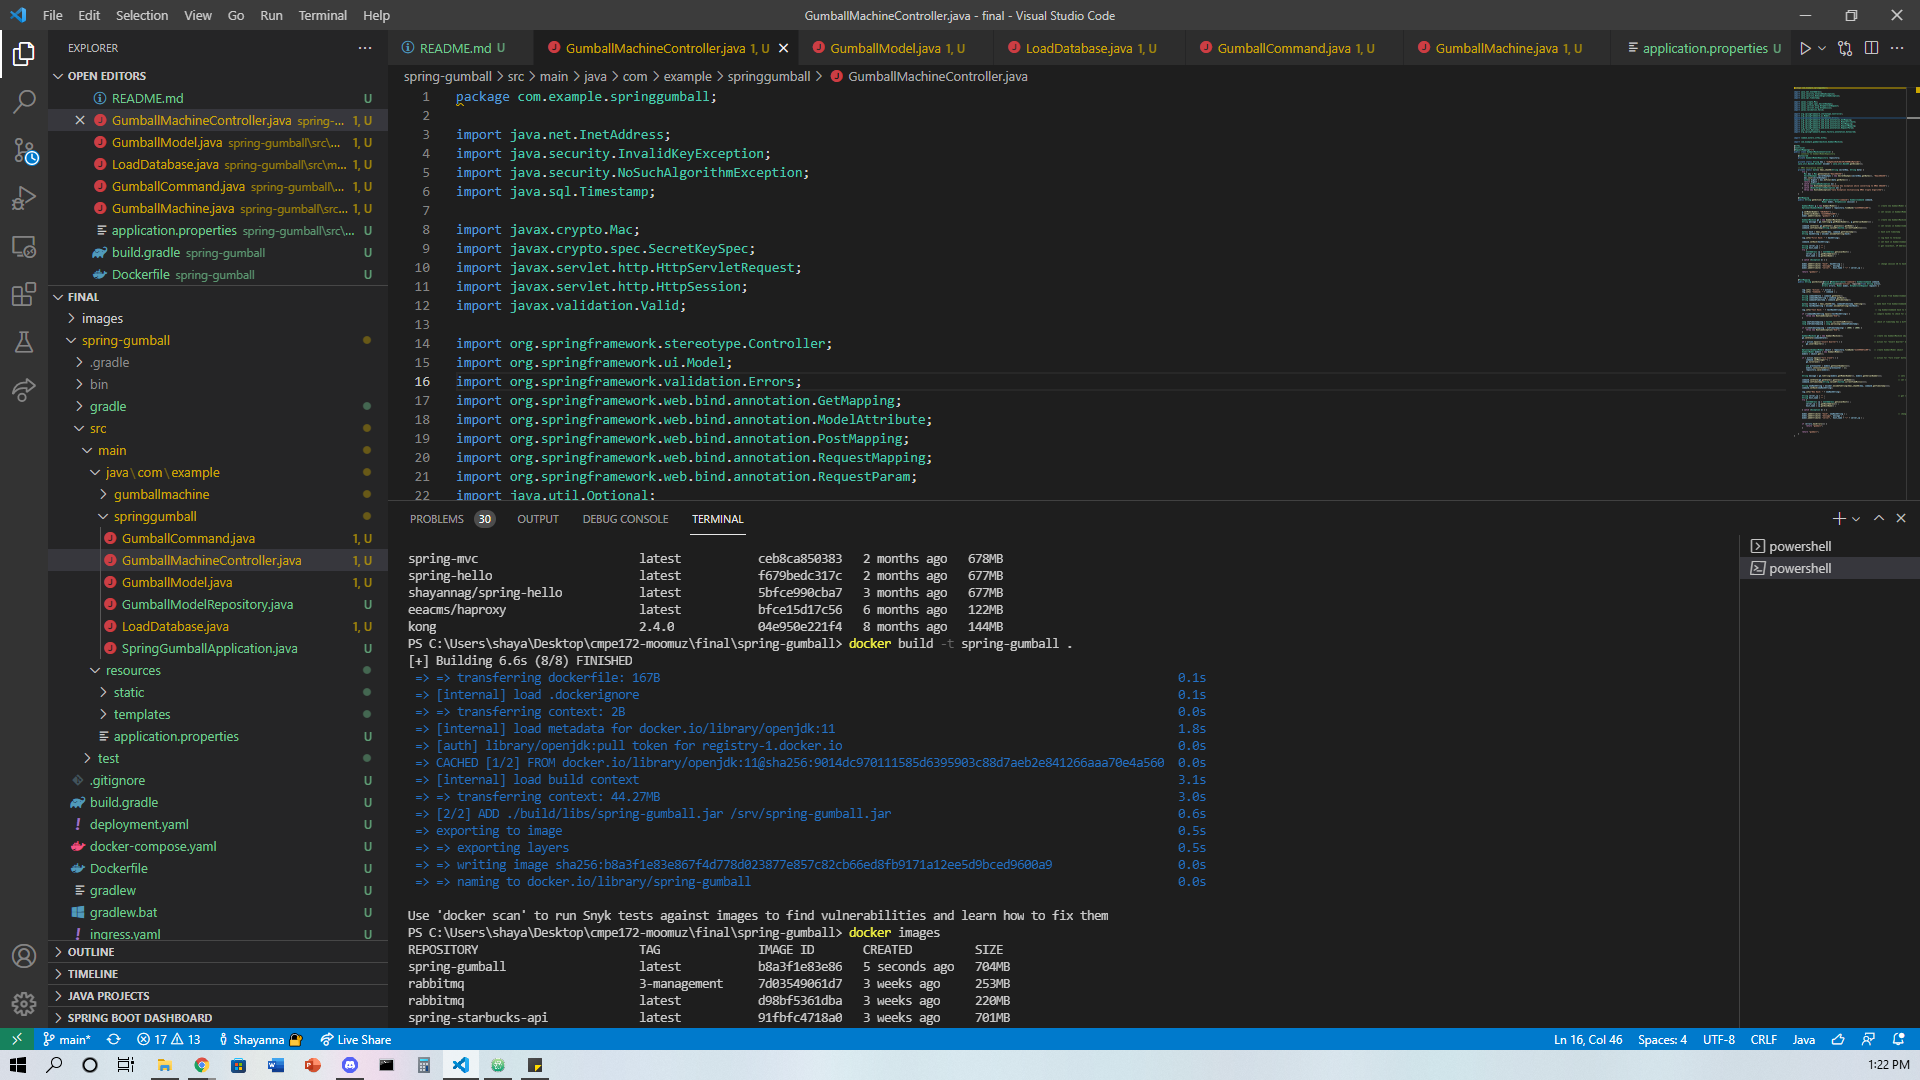 File Edit Selection View Go Run Terminal Help
GumballMachineController.java - final - Visual Studio Code
EXPLORER
OPEN EDITORS
README.md U
GumballMachineController.java spring-... 1, U
GumballModel.java spring-gumball\src\... 1, U
LoadDatabase.java spring-gumball\src\m... 1, U
GumballCommand.java spring-gumball\... 1, U
GumballMachine.java spring-gumball\src... 1, U
application.properties spring-gumball\src\... U
build.gradle spring-gumball U
Dockerfile spring-gumball U
FINAL
images
spring-gumball
.gradle
bin
gradle
src
main
java\com\example
gumballmachine
springgumball
GumballCommand.java 1, U
GumballMachineController.java 1, U
GumballModel.java 1, U
GumballModelRepository.java U
LoadDatabase.java 1, U
SpringGumballApplication.java U
resources
static
templates
application.properties U
test
.gitignore U
build.gradle U
deployment.yaml U
docker-compose.yaml U
Dockerfile U
gradlew U
gradlew.bat U
ingress.yaml U
OUTLINE
TIMELINE
JAVA PROJECTS
SPRING BOOT DASHBOARD
README.md U GumballMachineController.java 1, U GumballModel.java 1, U LoadDatabase.java 1, U GumballCommand.java 1, U GumballMachine.java 1, U application.properties U
spring-gumball > src > main > java > com > example > springgumball > GumballMachineController.java
1 package com.example.springgumball;
2
3 import java.net.InetAddress;
4 import java.security.InvalidKeyException;
5 import java.security.NoSuchAlgorithmException;
6 import java.sql.Timestamp;
7
8 import javax.crypto.Mac;
9 import javax.crypto.spec.SecretKeySpec;
10 import javax.servlet.http.HttpServletRequest;
11 import javax.servlet.http.HttpSession;
12 import javax.validation.Valid;
13
14 import org.springframework.stereotype.Controller;
15 import org.springframework.ui.Model;
16 import org.springframework.validation.Errors;
17 import org.springframework.web.bind.annotation.GetMapping;
18 import org.springframework.web.bind.annotation.ModelAttribute;
19 import org.springframework.web.bind.annotation.PostMapping;
20 import org.springframework.web.bind.annotation.RequestMapping;
21 import org.springframework.web.bind.annotation.RequestParam;
22 import java.util.Optional;
PROBLEMS 30 OUTPUT DEBUG CONSOLE TERMINAL
powershell
powershell
spring-mvc latest ceb8ca850383 2 months ago 678MB
spring-hello latest f679bedc317c 2 months ago 677MB
shayannag/spring-hello latest 5bfce990cba7 3 months ago 677MB
eeacms/haproxy latest bfce15d17c56 6 months ago 122MB
kong 2.4.0 04e950e221f4 8 months ago 144MB
PS C:\Users\shaya\Desktop\cmpe172-moomuz\final\spring-gumball> docker build -t spring-gumball .
[+] Building 6.6s (8/8) FINISHED
=> => transferring dockerfile: 167B 0.1s
=> [internal] load .dockerignore 0.1s
=> => transferring context: 2B 0.0s
=> [internal] load metadata for docker.io/library/openjdk:11 1.8s
=> [auth] library/openjdk:pull token for registry-1.docker.io 0.0s
=> CACHED [1/2] FROM docker.io/library/openjdk:11@sha256:9014dc970111585d6395903c88d7aeb2e841266aaa70e4a560 0.0s
=> [internal] load build context 3.1s
=> => transferring context: 44.27MB 3.0s
=> [2/2] ADD ./build/libs/spring-gumball.jar /srv/spring-gumball.jar 0.6s
=> exporting to image 0.5s
=> => exporting layers 0.5s
=> => writing image sha256:b8a3f1e83e867f4d778d023877e857c82cb66ed8fb9171a12ee5d9bced9600a9 0.0s
=> => naming to docker.io/library/spring-gumball 0.0s
Use 'docker scan' to run Snyk tests against images to find vulnerabilities and learn how to fix them
PS C:\Users\shaya\Desktop\cmpe172-moomuz\final\spring-gumball> docker images
REPOSITORY TAG IMAGE ID CREATED SIZE
spring-gumball latest b8a3f1e83e86 5 seconds ago 704MB
rabbitmq 3-management 7d03549061d7 3 weeks ago 253MB
rabbitmq latest d98bf5361dba 3 weeks ago 220MB
spring-starbucks-api latest 91fbfc4718a0 3 weeks ago 701MB
main* 17 13 Shayanna Live Share
Ln 16, Col 46 Spaces: 4 UTF-8 CRLF Java
1:22 PM